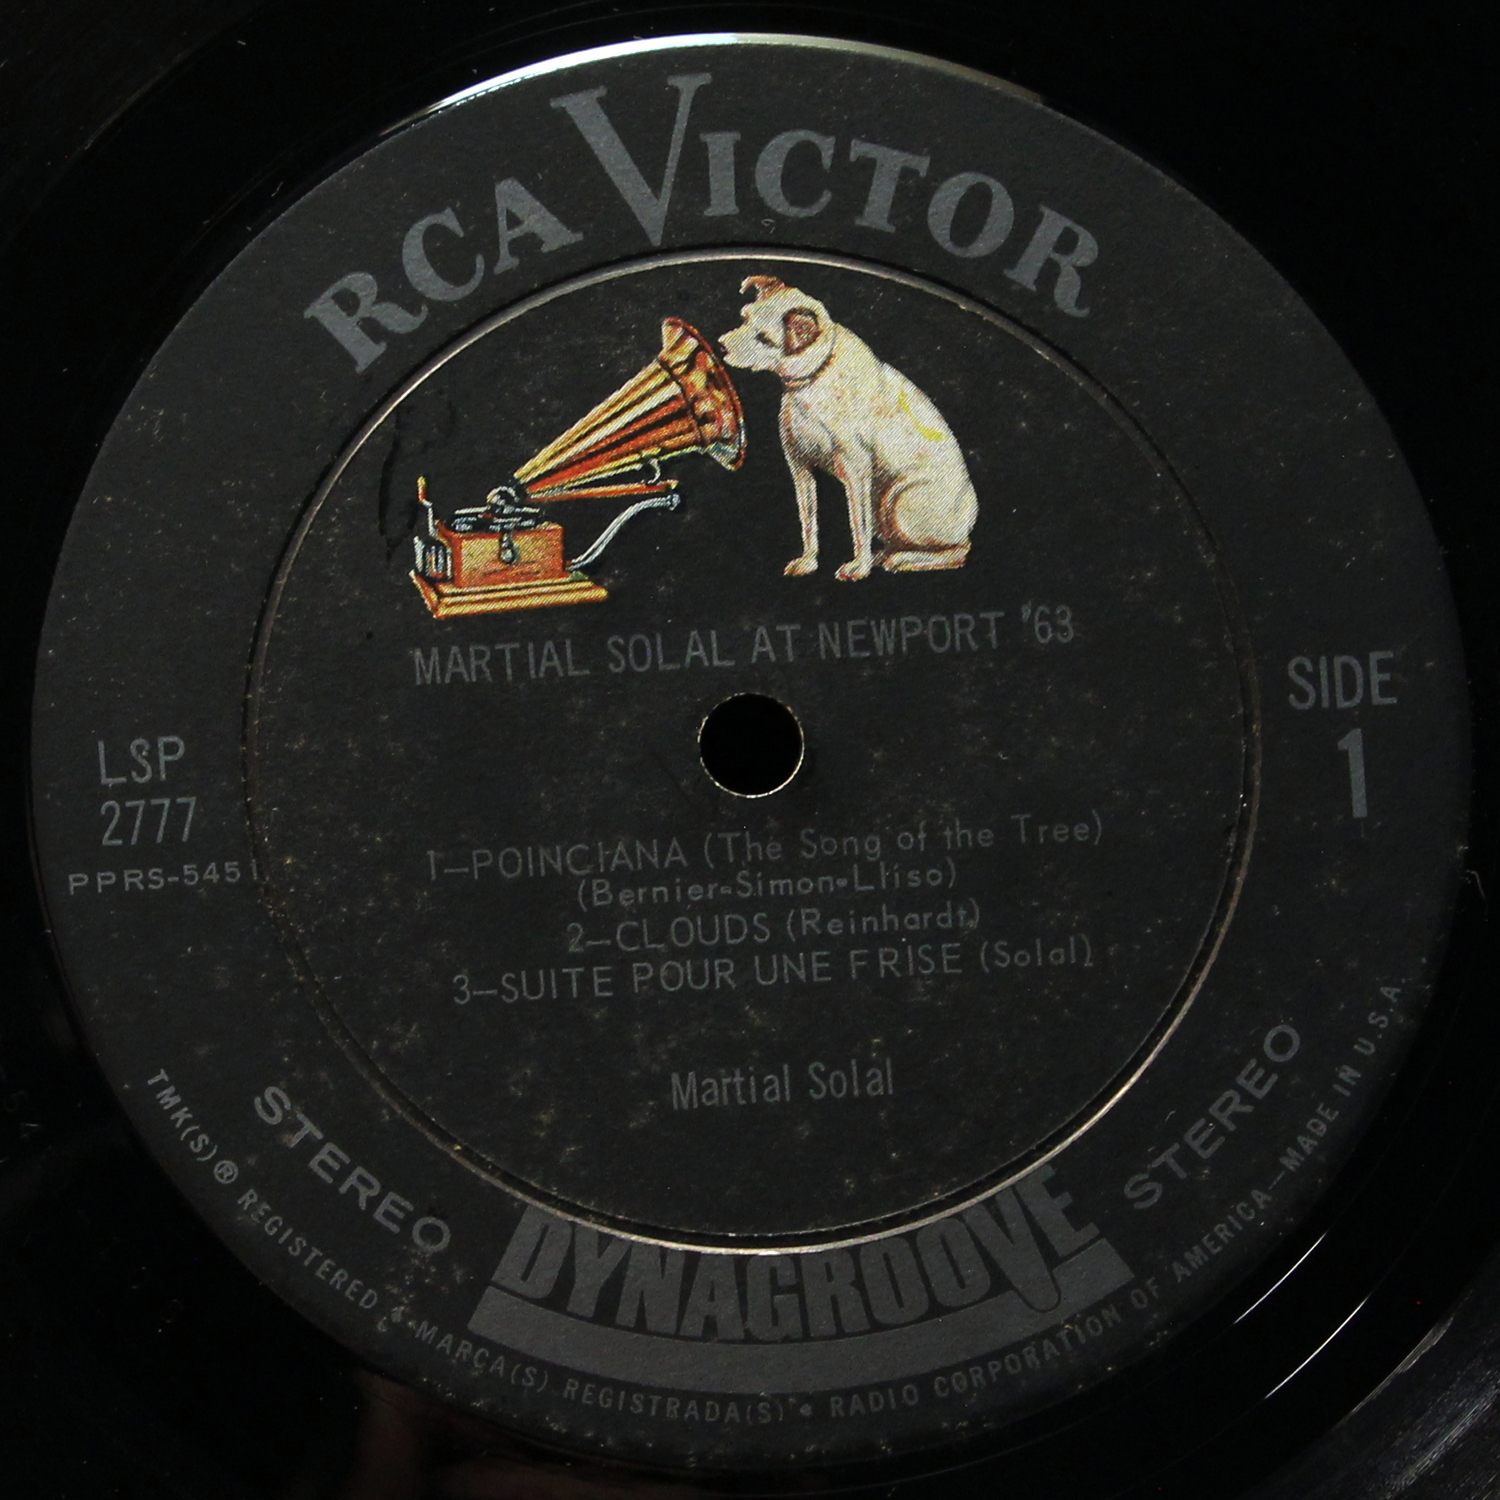 RCA VICTOR
MARTIAL SOLAL AT NEWPORT '63
SIDE
1
LSP
2777
PPRS-5451
1—POINCIANA (The Song of the Tree)
(Bernier-Simon-Lliso)
2—CLOUDS (Reinhardt)
3—SUITE POUR UNE FRISE (Solal)
Martial Solal
STEREO
DYNAGROOVE
STEREO
TMK(S) ® REGISTERED • MARCA(S) REGISTRADA(S) • RADIO CORPORATION OF AMERICA—MADE IN U.S.A.